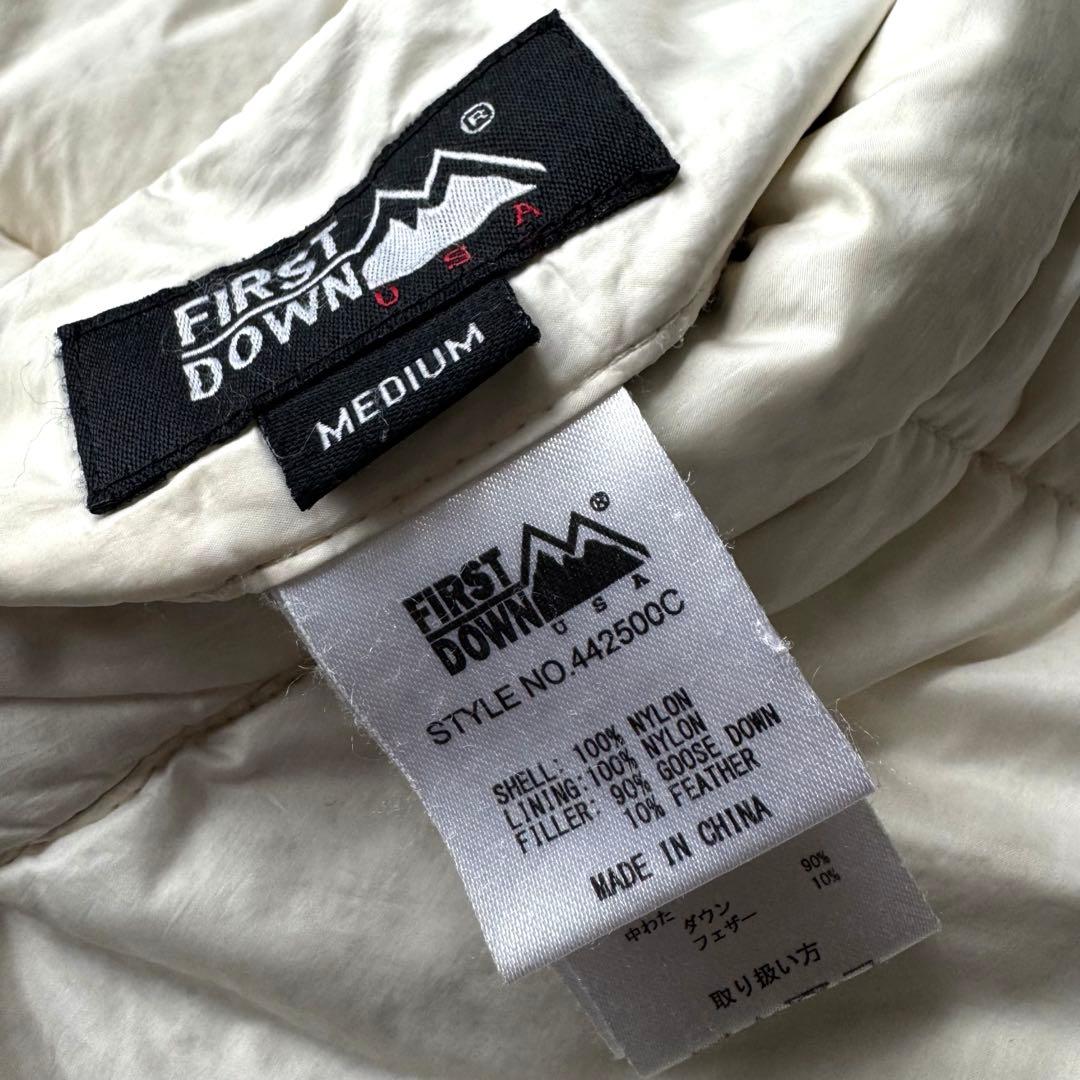 ®
FIRST
DOWN
USA
MEDIUM
®
FIRST
DOWN
USA
STYLE NO.442500C
SHELL: 100% NYLON
LINING:100% NYLON
FILLER: 90% GOOSE DOWN
10% FEATHER
MADE IN CHINA
中わた ダウン 90%
フェザー 10%
取り扱い方